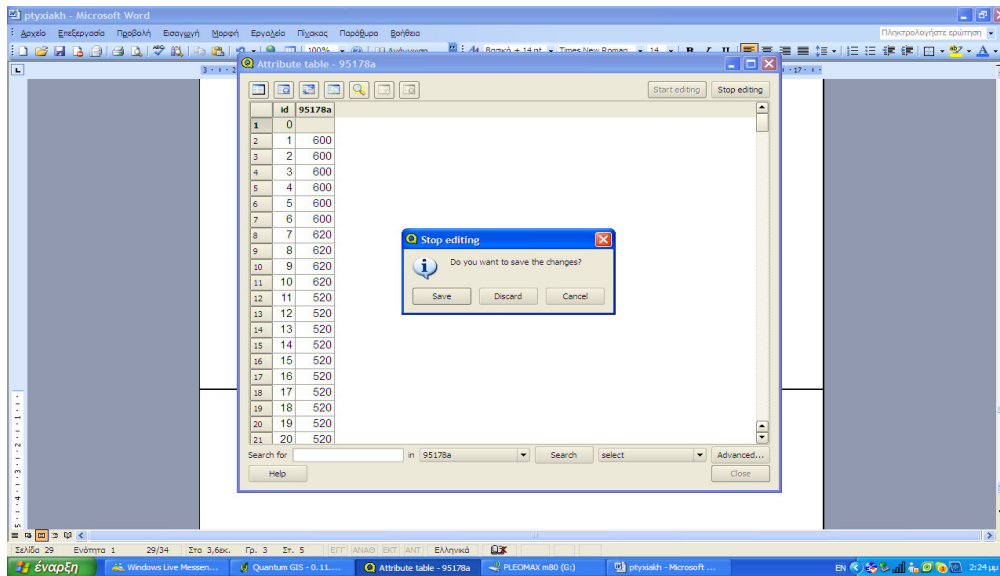 ptyxiakh - Microsoft Word
Αρχείο Επεξεργασία Προβολή Εισαγωγή Μορφή Εργαλεία Πίνακας Παράθυρο Βοήθεια
Πληκτρολογήστε ερώτηση
100% Βασικό + 14 pt Times New Roman 14
3 1 2
17
Attribute table - 95178a
Start editing Stop editing
id 95178a
1 0
2 1 600
3 2 600
4 3 600
5 4 600
6 5 600
7 6 600
8 7 620
9 8 620
10 9 620
11 10 620
12 11 520
13 12 520
14 13 520
15 14 520
16 15 520
17 16 520
18 17 520
19 18 520
20 19 520
21 20 520
Stop editing
Do you want to save the changes?
Save Discard Cancel
Search for in 95178a Search select Advanced...
Help Close
Σελίδα 29 Ενότητα 1 29/34 Στα 3,6εκ. Γρ. 3 Στ. 5 ΕΓΓ ΑΝΑΘ ΕΚΤ ΑΝΤ Ελληνικά
έναρξη Windows Live Messen... Quantum GIS - 0.11.... Attribute table - 95178a PLEOMAX m80 (G:) ptyxiakh - Microsoft ... EN 2:24 μμ